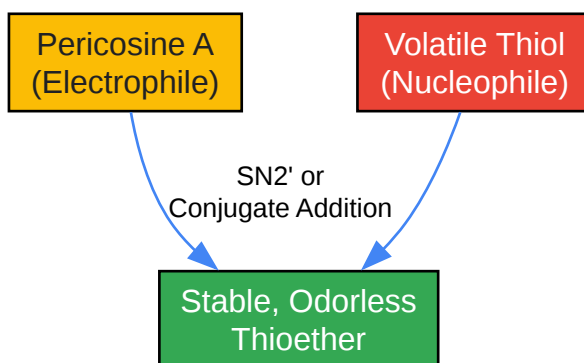 Pericosine A
(Electrophile)
Volatile Thiol
(Nucleophile)
SN2' or
Conjugate Addition
Stable, Odorless
Thioether